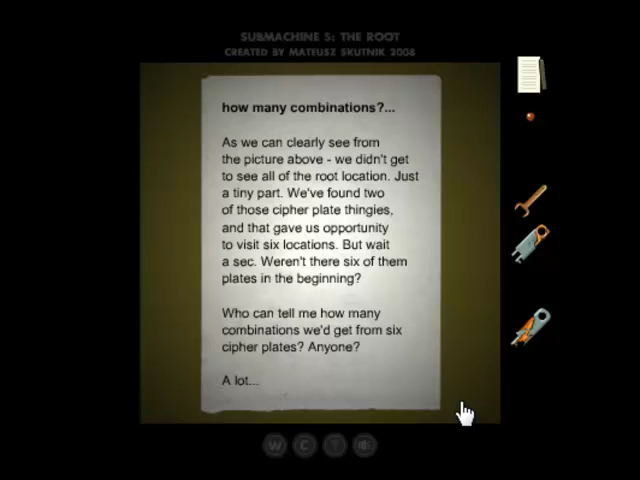 SUBMACHINE 5: THE ROOT
CREATED BY MATEUSZ SKUTNIK 2008
how many combinations?...
As we can clearly see from
the picture above - we didn't get
to see all of the root location. Just
a tiny part. We've found two
of those cipher plate thingies,
and that gave us opportunity
to visit six locations. But wait
a sec. Weren't there six of them
plates in the beginning?
Who can tell me how many
combinations we'd get from six
cipher plates? Anyone?
A lot...
W C T